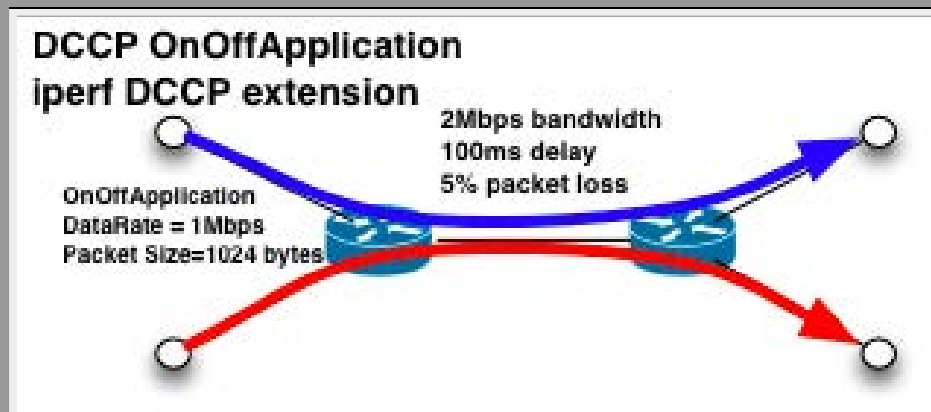 DCCP OnOffApplication
iperf DCCP extension
2Mbps bandwidth
100ms delay
5% packet loss
OnOffApplication
DataRate = 1Mbps
Packet Size=1024 bytes